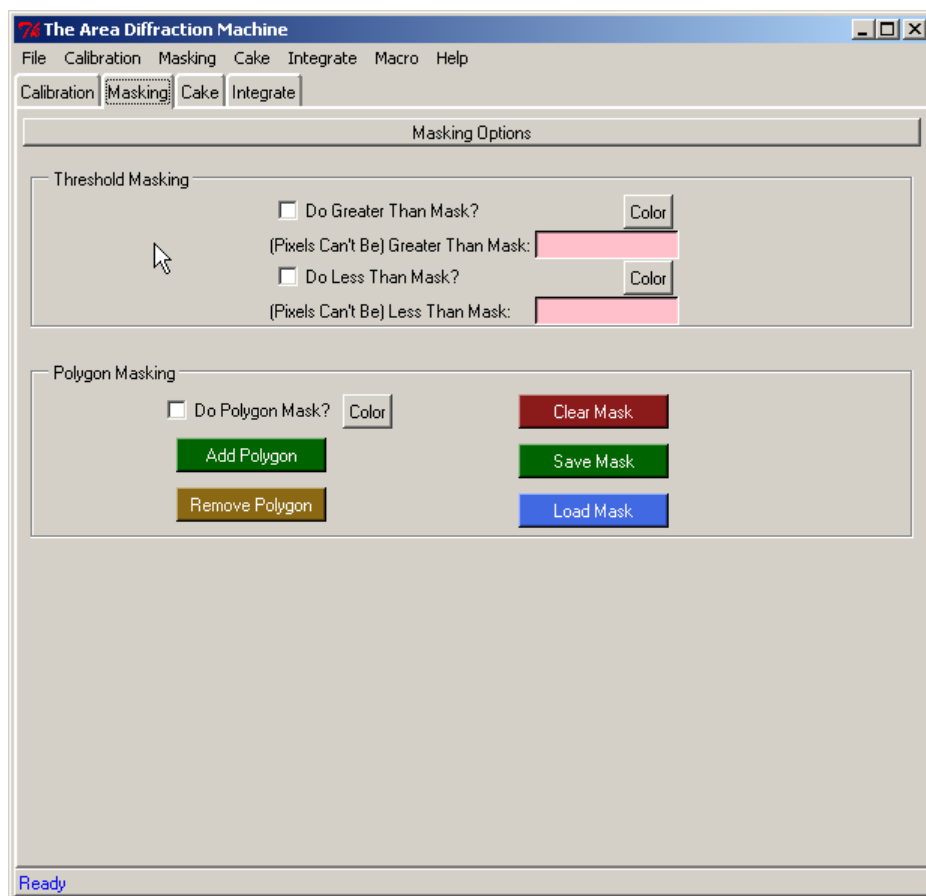 The Area Diffraction Machine
File Calibration Masking Cake Integrate Macro Help
Calibration Masking Cake Integrate
Masking Options
Threshold Masking
Do Greater Than Mask? Color
(Pixels Can't Be) Greater Than Mask:
Do Less Than Mask? Color
(Pixels Can't Be) Less Than Mask:
Polygon Masking
Do Polygon Mask? Color Clear Mask
Add Polygon Save Mask
Remove Polygon Load Mask
Ready